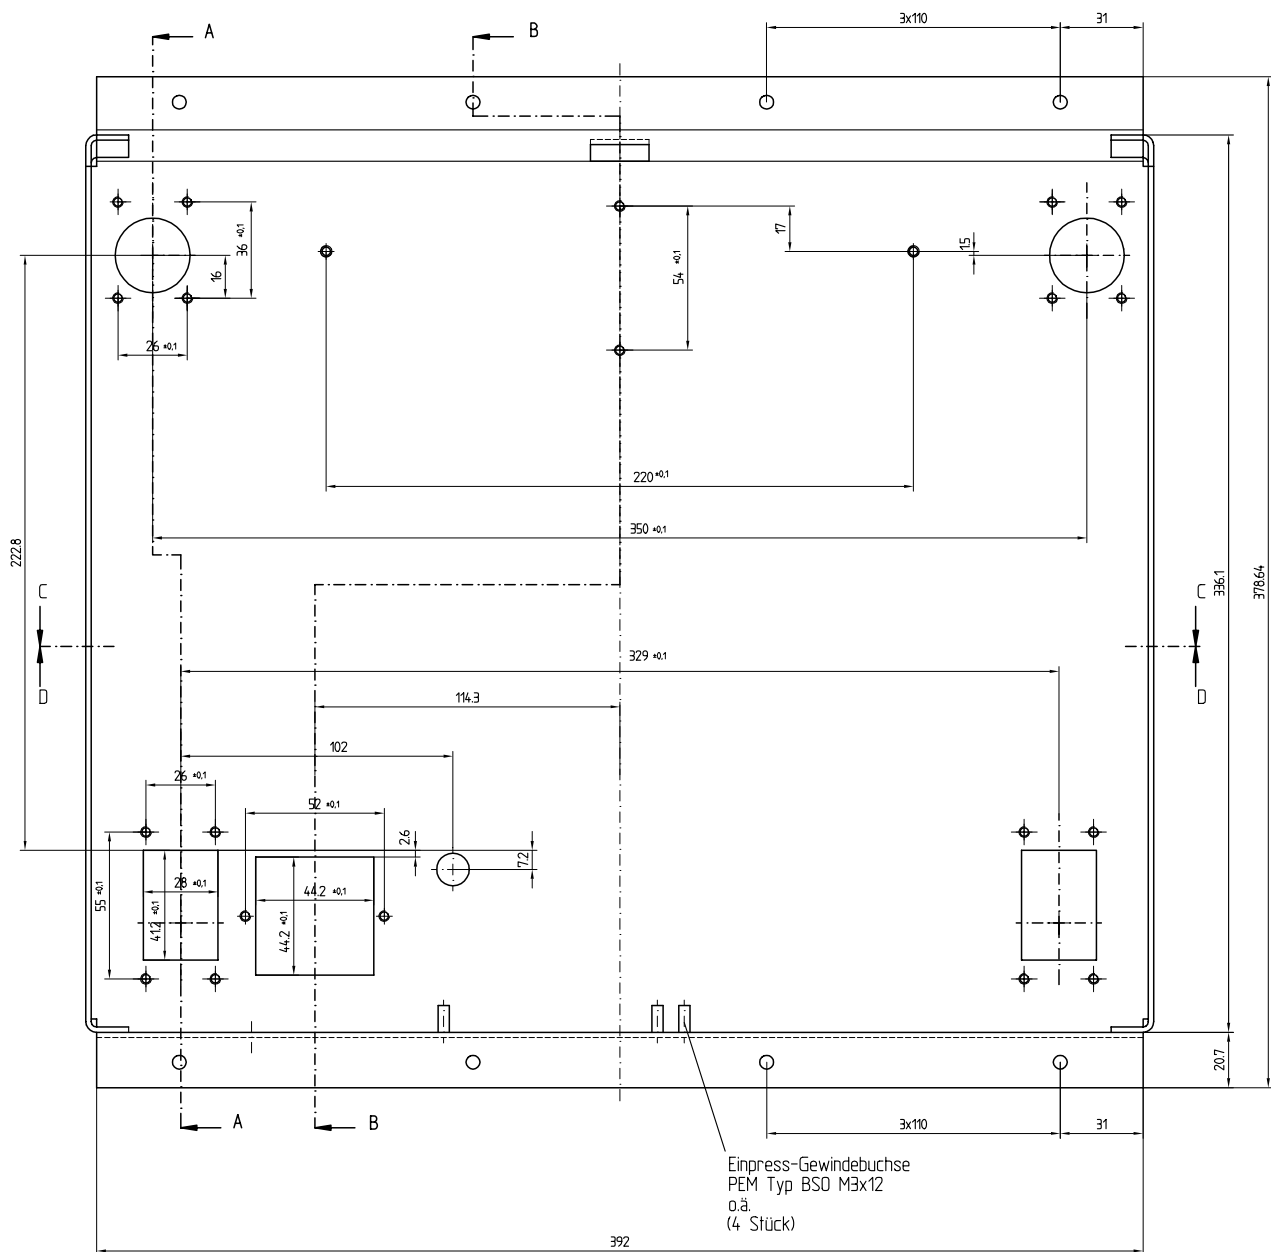 A
B
3x110
31
36 ±0,1
16
17
54 ±0,1
1.5
26 ±0,1
220 ±0,1
350 ±0,1
222.8
336.1
378.64
C
C
D
D
329 ±0,1
114.3
102
26 ±0,1
52 ±0,1
2.6
7.2
55 ±0,1
28 ±0,1
41.2 ±0,1
44.2 ±0,1
44.2 ±0,1
20.7
A
B
3x110
31
Einpress-Gewindebuchse
PEM Typ BSO M3x12
o.ä.
(4 Stück)
392